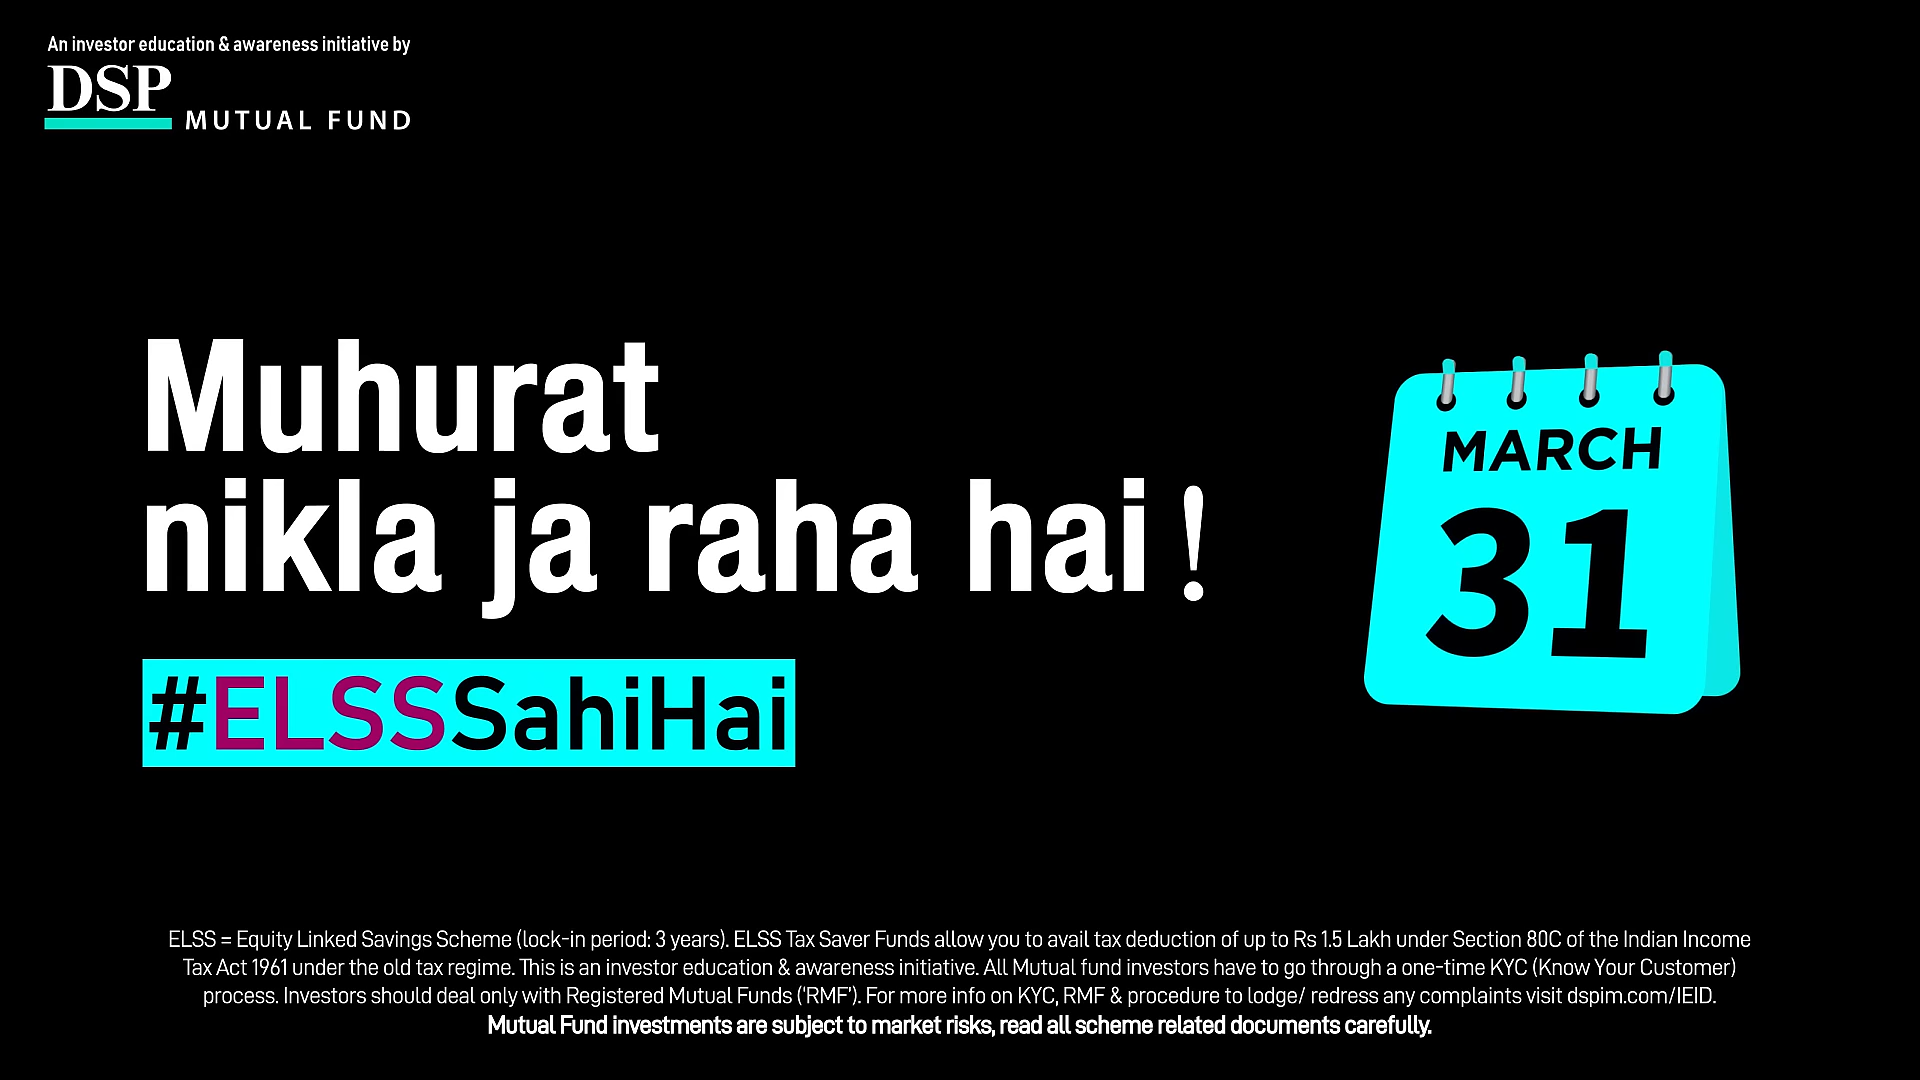 An investor education & awareness initiative by
DSP
MUTUAL FUND
Muhurat
nikla ja raha hai!
#ELSSSahiHai
MARCH
31
ELSS = Equity Linked Savings Scheme (lock-in period: 3 years). ELSS Tax Saver Funds allow you to avail tax deduction of up to Rs 1.5 Lakh under Section 80C of the Indian Income
Tax Act 1961 under the old tax regime. This is an investor education & awareness initiative. All Mutual fund investors have to go through a one-time KYC (Know Your Customer)
process. Investors should deal only with Registered Mutual Funds (‘RMF’). For more info on KYC, RMF & procedure to lodge/ redress any complaints visit dspim.com/IEID.
Mutual Fund investments are subject to market risks, read all scheme related documents carefully.